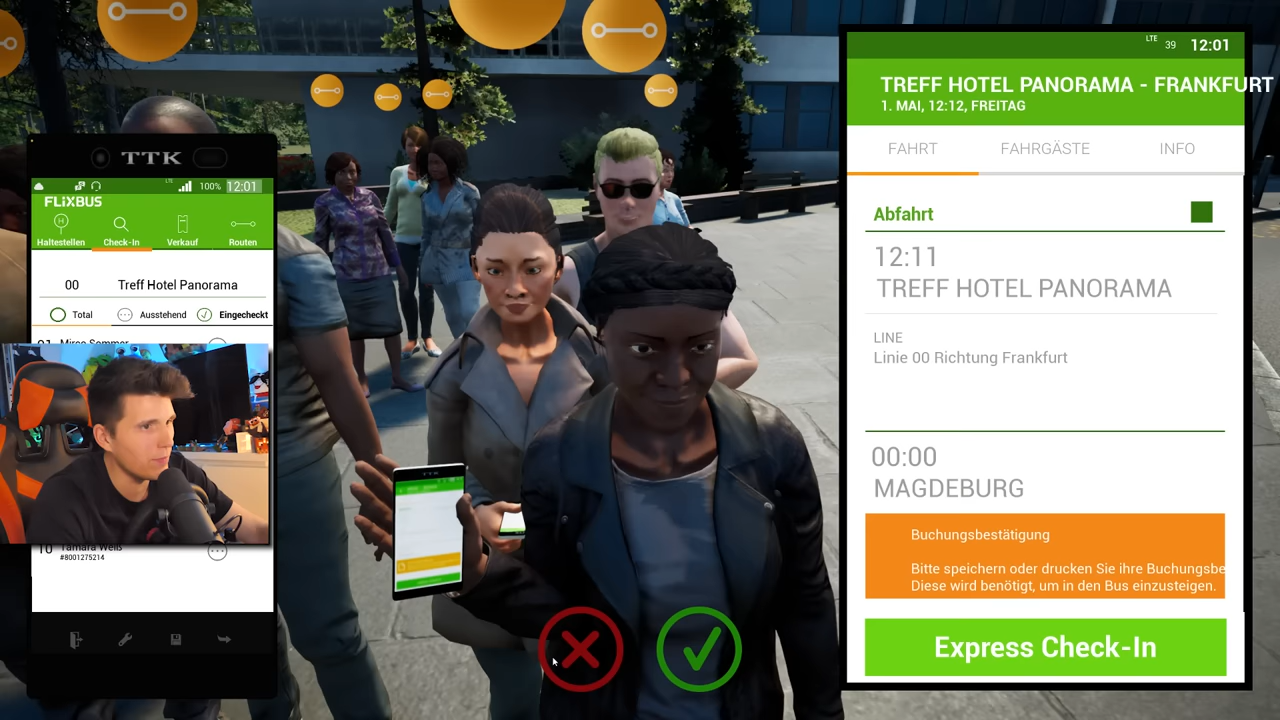 TTK
LTE
100%
12:01
FLiXBUS
H
Haltestellen
Check-In
Verkauf
Routen
00
Treff Hotel Panorama
Total
Ausstehend
Eingecheckt
Tamara Weiß
#8001275214
LTE
39
12:01
TREFF HOTEL PANORAMA - FRANKFURT
1. MAI, 12:12, FREITAG
FAHRT
FAHRGÄSTE
INFO
Abfahrt
12:11
TREFF HOTEL PANORAMA
LINE
Linie 00 Richtung Frankfurt
00:00
MAGDEBURG
Buchungsbestätigung
Bitte speichern oder drucken Sie ihre Buchungsbe
Diese wird benötigt, um in den Bus einzusteigen.
Express Check-In